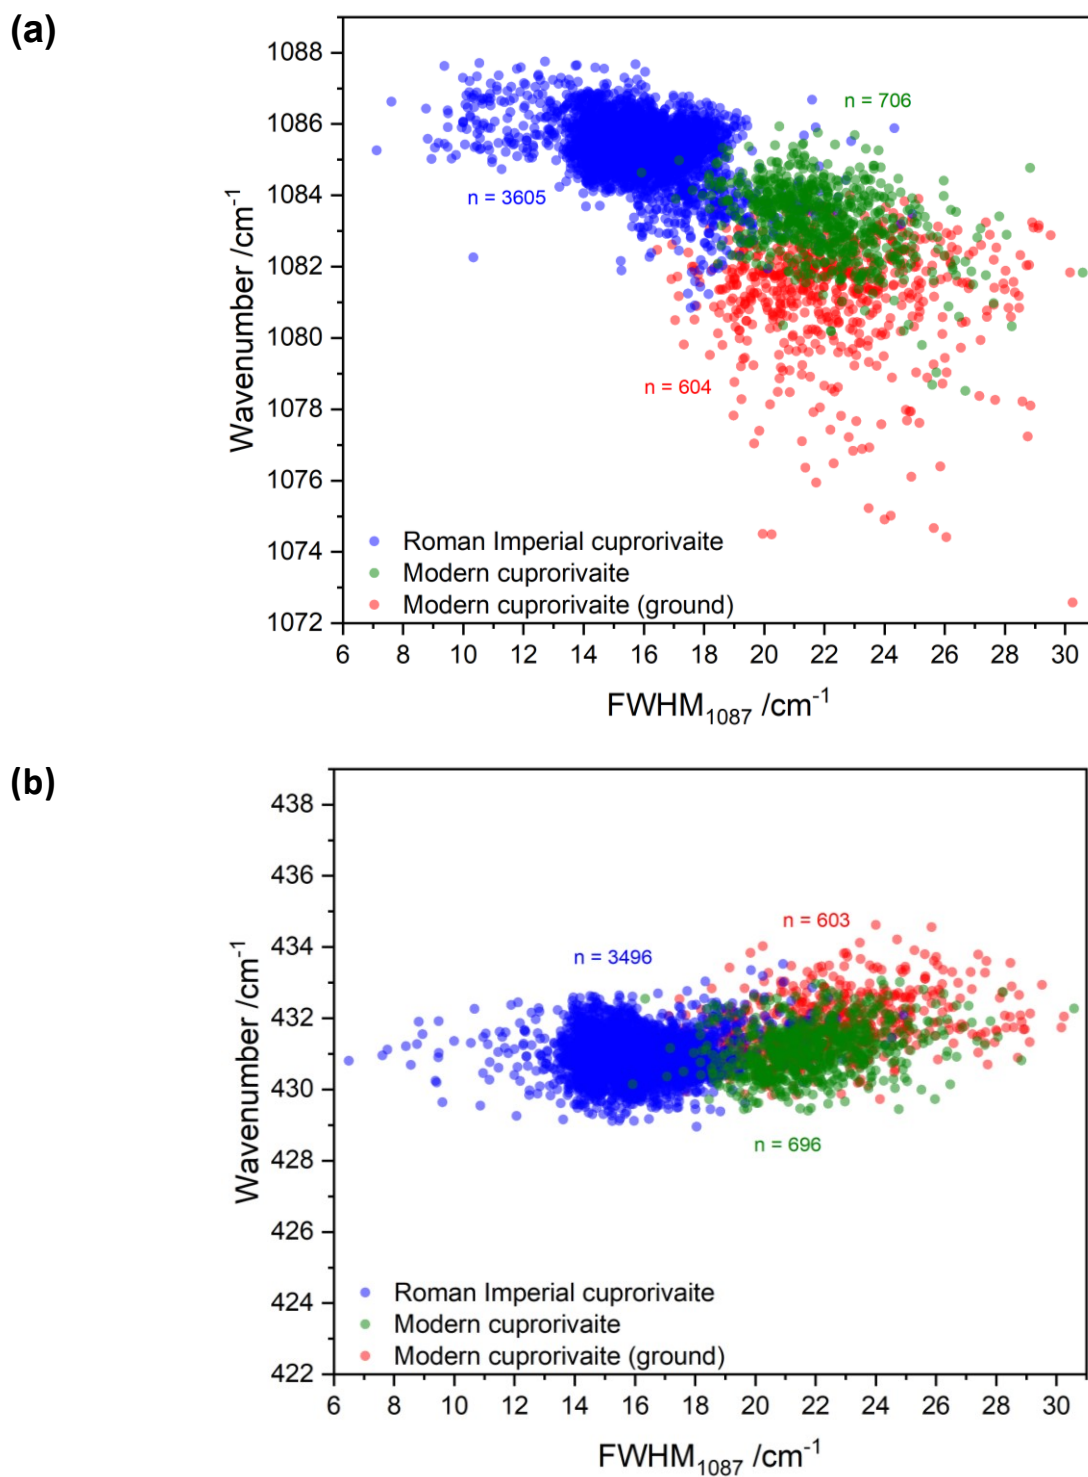 (a)
Wavenumber /cm⁻¹
1088
1086
1084
1082
1080
1078
1076
1074
1072
n = 706
n = 3605
n = 604
Roman Imperial cuprorivaite
Modern cuprorivaite
Modern cuprorivaite (ground)
6 8 10 12 14 16 18 20 22 24 26 28 30
FWHM₁₀₈₇ /cm⁻¹
(b)
Wavenumber /cm⁻¹
438
436
434
432
430
428
426
424
422
n = 603
n = 3496
n = 696
Roman Imperial cuprorivaite
Modern cuprorivaite
Modern cuprorivaite (ground)
6 8 10 12 14 16 18 20 22 24 26 28 30
FWHM₁₀₈₇ /cm⁻¹